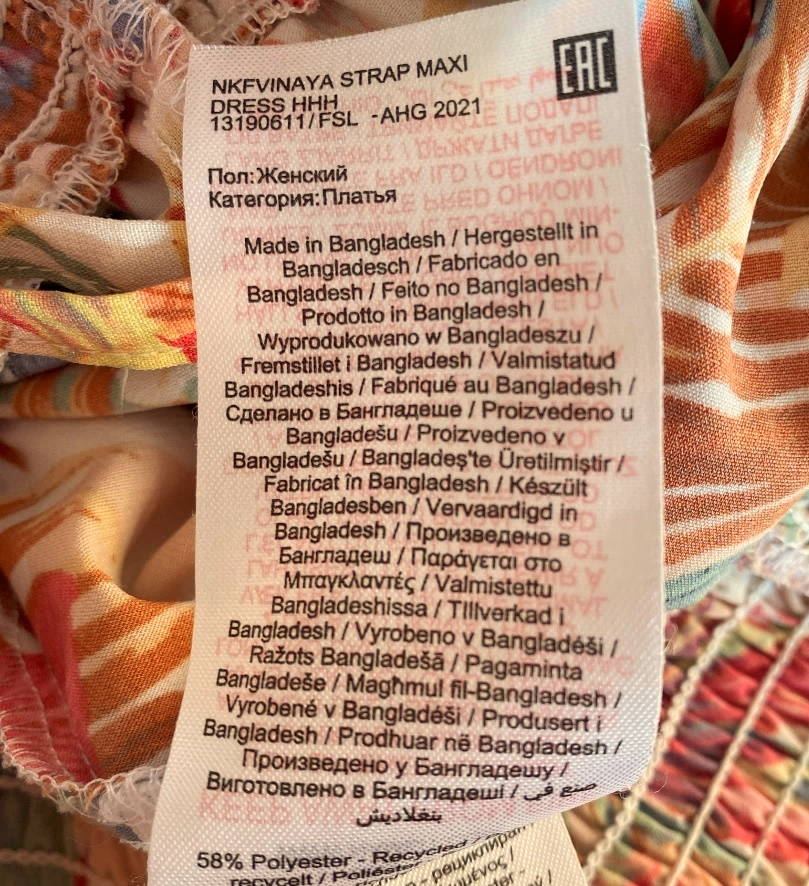 NKFVINAYA STRAP MAXI
DRESS HHH
13190611/FSL -AHG 2021
EAC
Пол:Женский
Категория:Платья
Made in Bangladesh / Hergestellt in
Bangladesch / Fabricado en
Bangladesh / Feito no Bangladesh /
Prodotto in Bangladesh /
Wyprodukowano w Bangladeszu /
Fremstillet i Bangladesh / Valmistatud
Bangladeshis / Fabriqué au Bangladesh /
Сделано в Бангладеше / Proizvedeno u
Bangladešu / Proizvedeno v
Bangladešu / Bangladeş'te Üretilmiştir /
Fabricat în Bangladesh / Készült
Bangladesben / Vervaardigd in
Bangladesh / Произведено в
Бангладеш / Παράγεται στο
Μπαγκλαντές / Valmistettu
Bangladeshissa / TIllverkad i
Bangladesh / Vyrobeno v Bangladéši /
Ražots Bangladešā / Pagaminta
Bangladeše / Magħmul fil-Bangladesh /
Vyrobené v Bangladéši / Produsert i
Bangladesh / Prodhuar në Bangladesh /
Произведено у Бангладешу /
Виготовлено в Бангладеші / صنع في
بنغلاديش
58% Polyester - Recycled /
recycelt / Poliéster